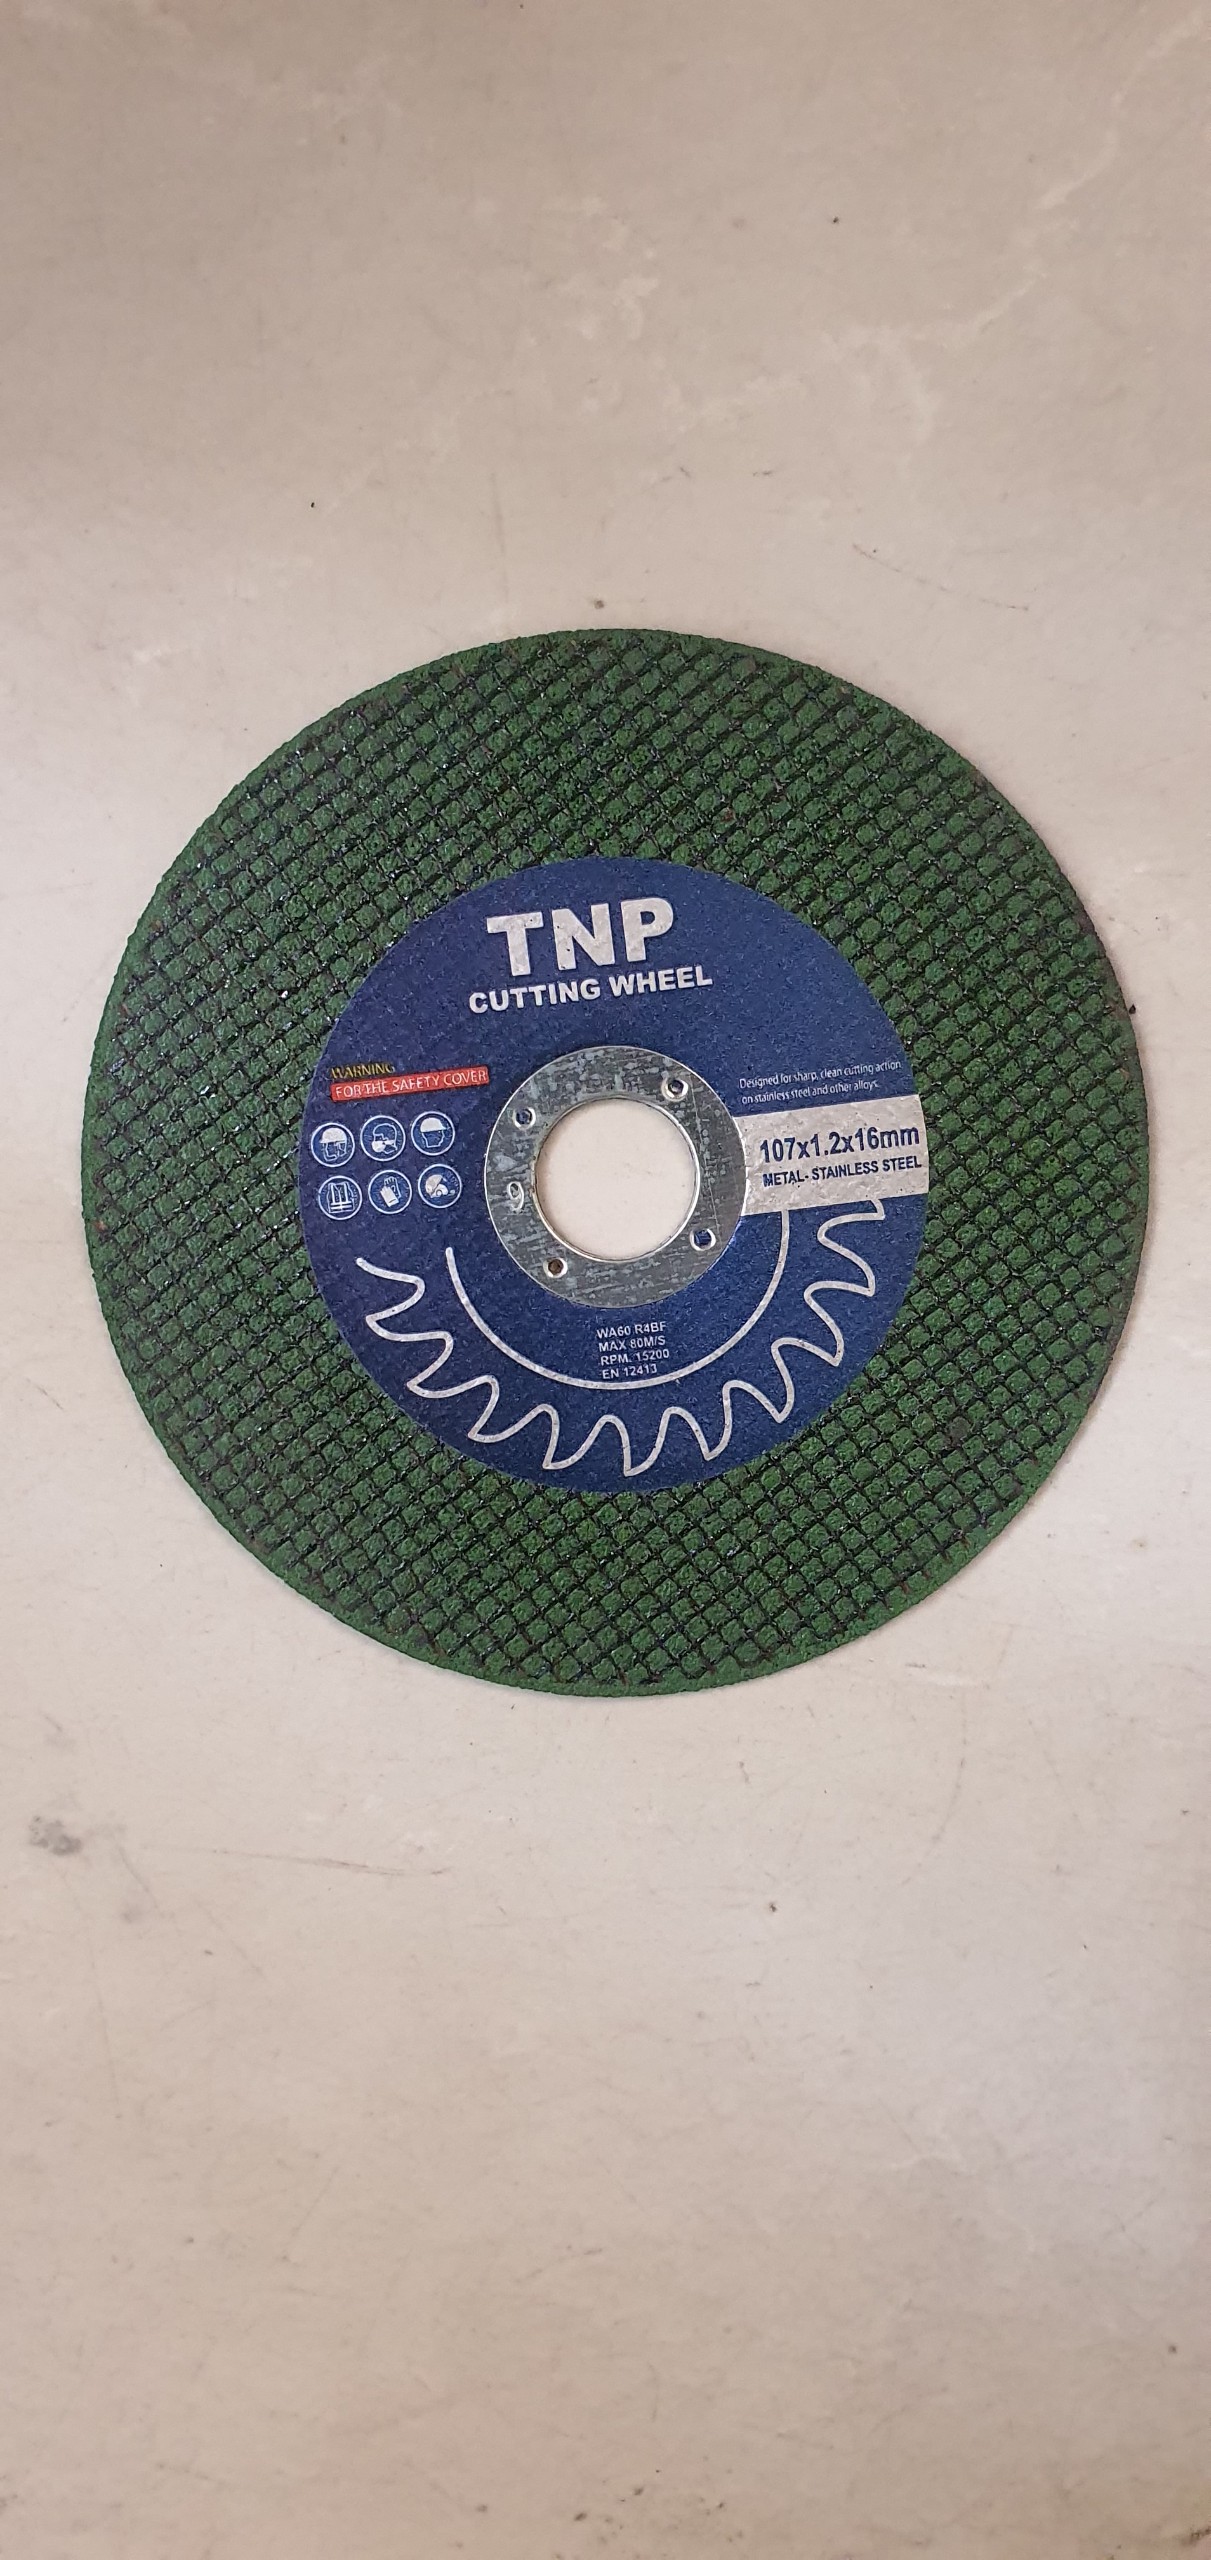 TNP
CUTTING WHEEL
WARNING
FOR THE SAFETY COVER
Designed for sharp, clean cutting action
on stainless steel and other alloys.
107x1.2x16mm
METAL- STAINLESS STEEL
9
WA60 R4BF
MAX 80M/S
RPM. 15200
EN 12413